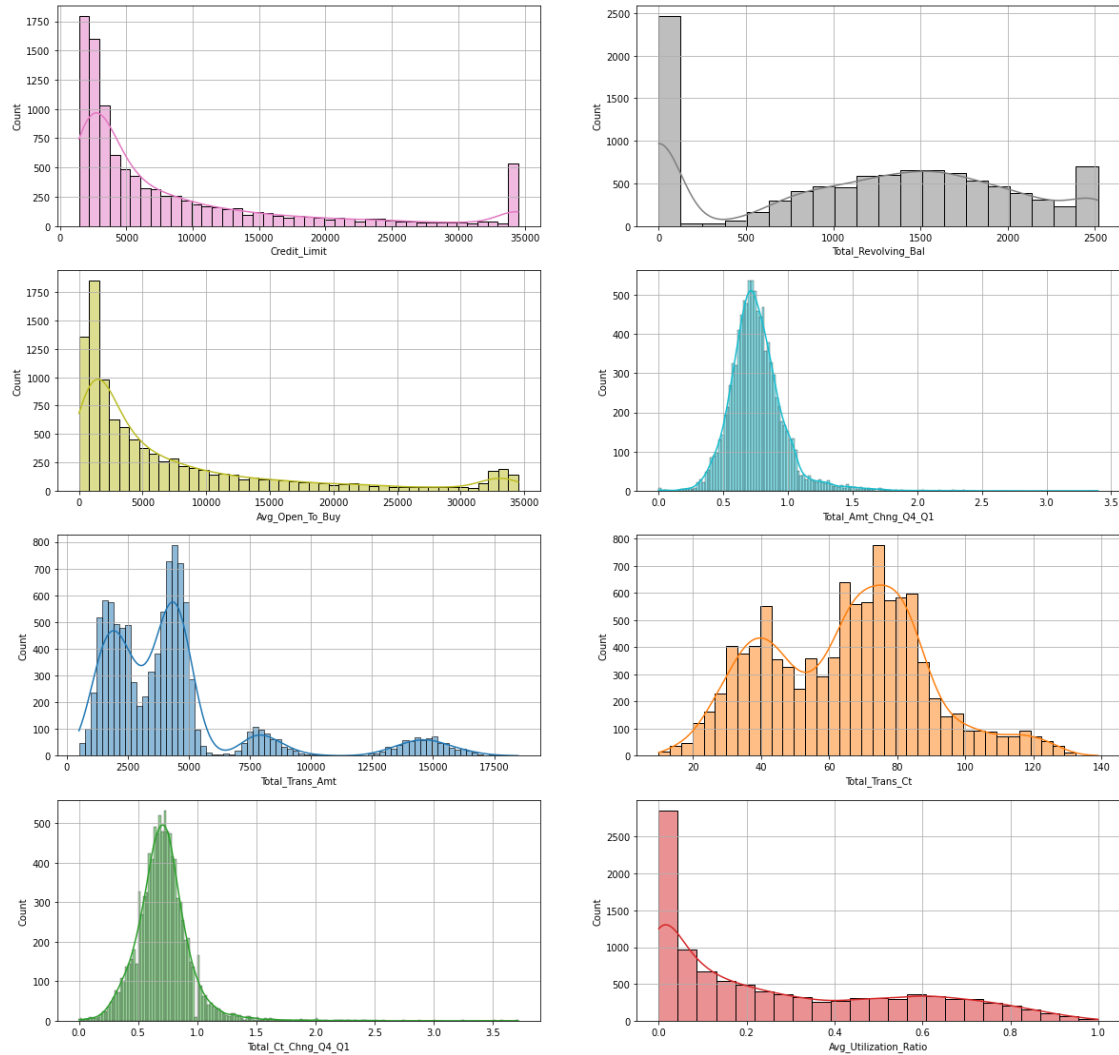 1750
1500
1250
1000
750
500
250
0
Count
0 5000 10000 15000 20000 25000 30000 35000
Credit_Limit
2500
2000
1500
1000
500
0
Count
0 500 1000 1500 2000 2500
Total_Revolving_Bal
1750
1500
1250
1000
750
500
250
0
Count
0 5000 10000 15000 20000 25000 30000 35000
Avg_Open_To_Buy
500
400
300
200
100
0
Count
0.0 0.5 1.0 1.5 2.0 2.5 3.0 3.5
Total_Amt_Chng_Q4_Q1
800
700
600
500
400
300
200
100
0
Count
0 2500 5000 7500 10000 12500 15000 17500
Total_Trans_Amt
800
700
600
500
400
300
200
100
0
Count
20 40 60 80 100 120 140
Total_Trans_Ct
500
400
300
200
100
0
Count
0.0 0.5 1.0 1.5 2.0 2.5 3.0 3.5
Total_Ct_Chng_Q4_Q1
2500
2000
1500
1000
500
0
Count
0.0 0.2 0.4 0.6 0.8 1.0
Avg_Utilization_Ratio